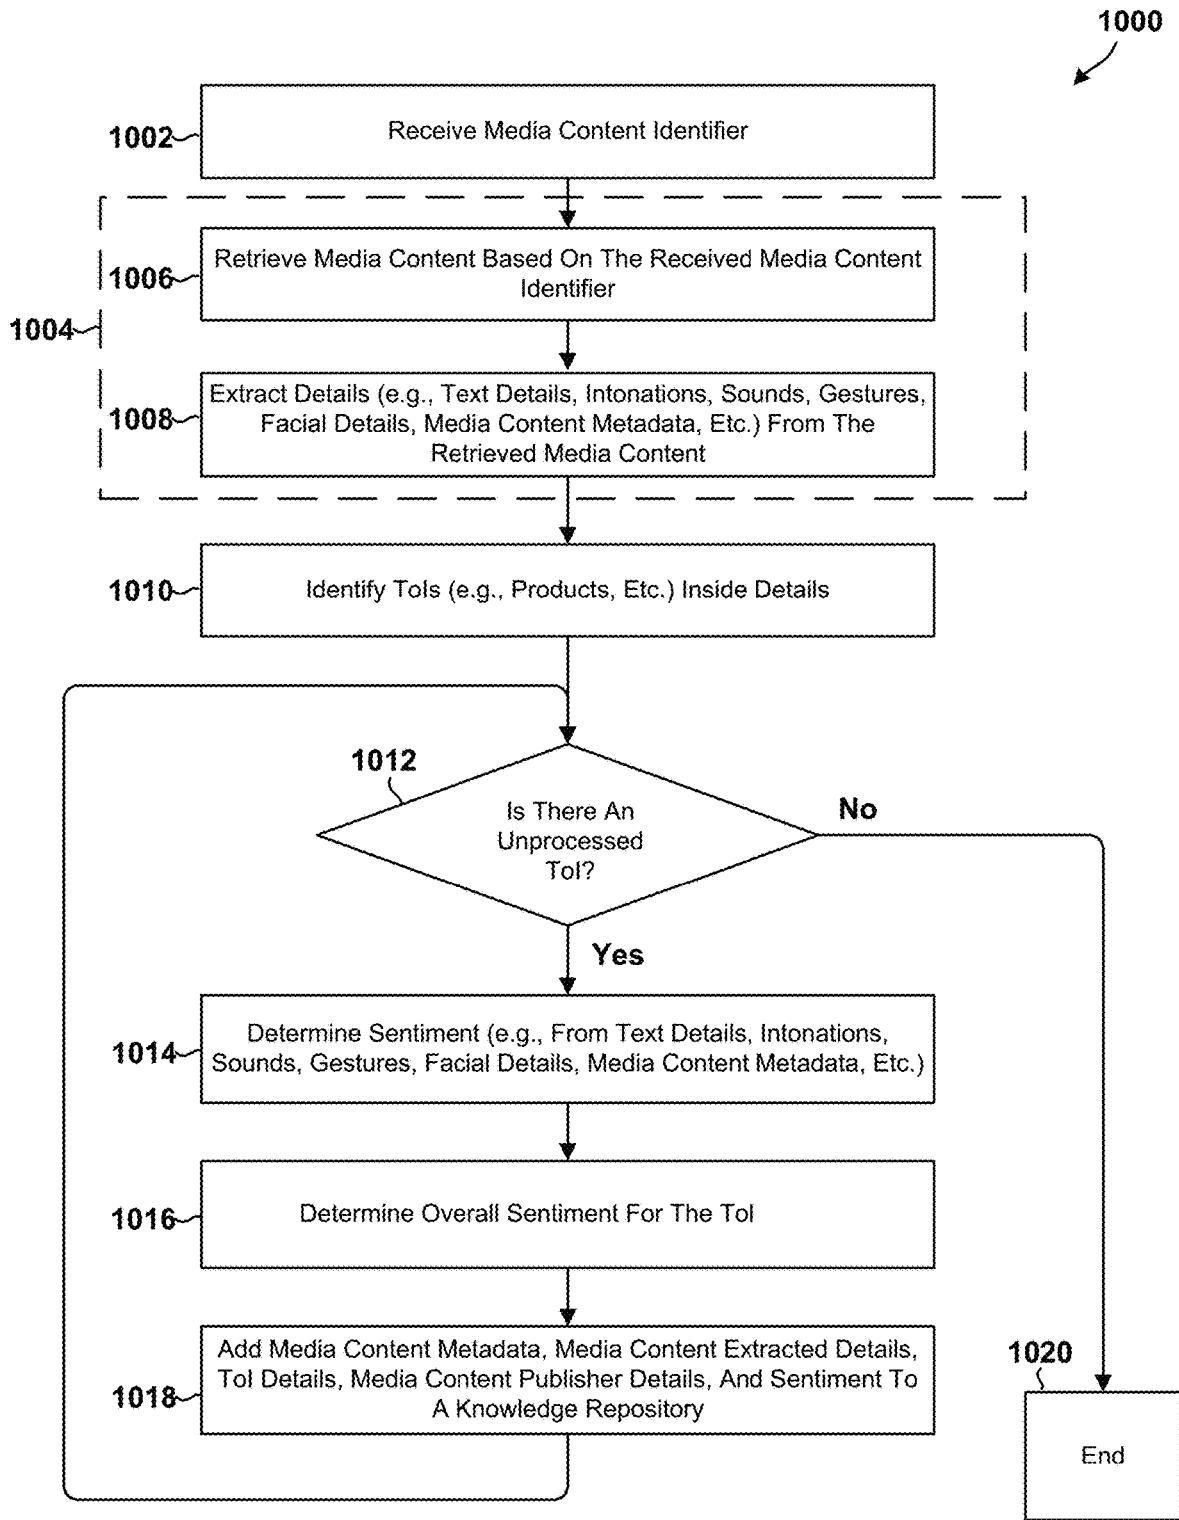 1000
1002
Receive Media Content Identifier
1006
Retrieve Media Content Based On The Received Media Content
Identifier
1004
1008
Extract Details (e.g., Text Details, Intonations, Sounds, Gestures,
Facial Details, Media Content Metadata, Etc.) From The
Retrieved Media Content
1010
Identify ToIs (e.g., Products, Etc.) Inside Details
1012
Is There An
Unprocessed
ToI?
No
Yes
1014
Determine Sentiment (e.g., From Text Details, Intonations,
Sounds, Gestures, Facial Details, Media Content Metadata, Etc.)
1016
Determine Overall Sentiment For The ToI
1018
Add Media Content Metadata, Media Content Extracted Details,
ToI Details, Media Content Publisher Details, And Sentiment To
A Knowledge Repository
1020
End